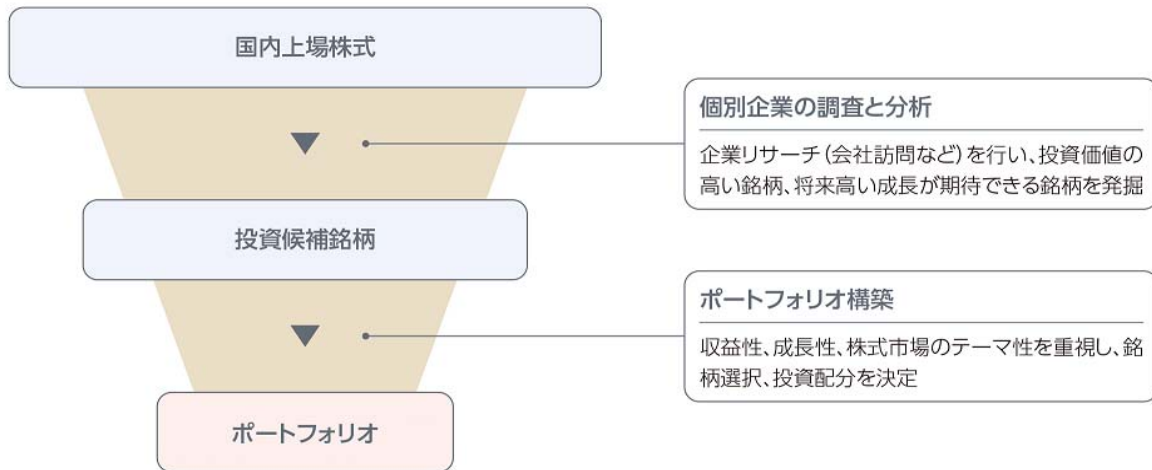 国内上場株式
個別企業の調査と分析
企業リサーチ(会社訪問など)を行い、投資価値の
高い銘柄、将来高い成長が期待できる銘柄を発掘
投資候補銘柄
ポートフォリオ構築
収益性、成長性、株式市場のテーマ性を重視し、銘
柄選択、投資配分を決定
ポートフォリオ